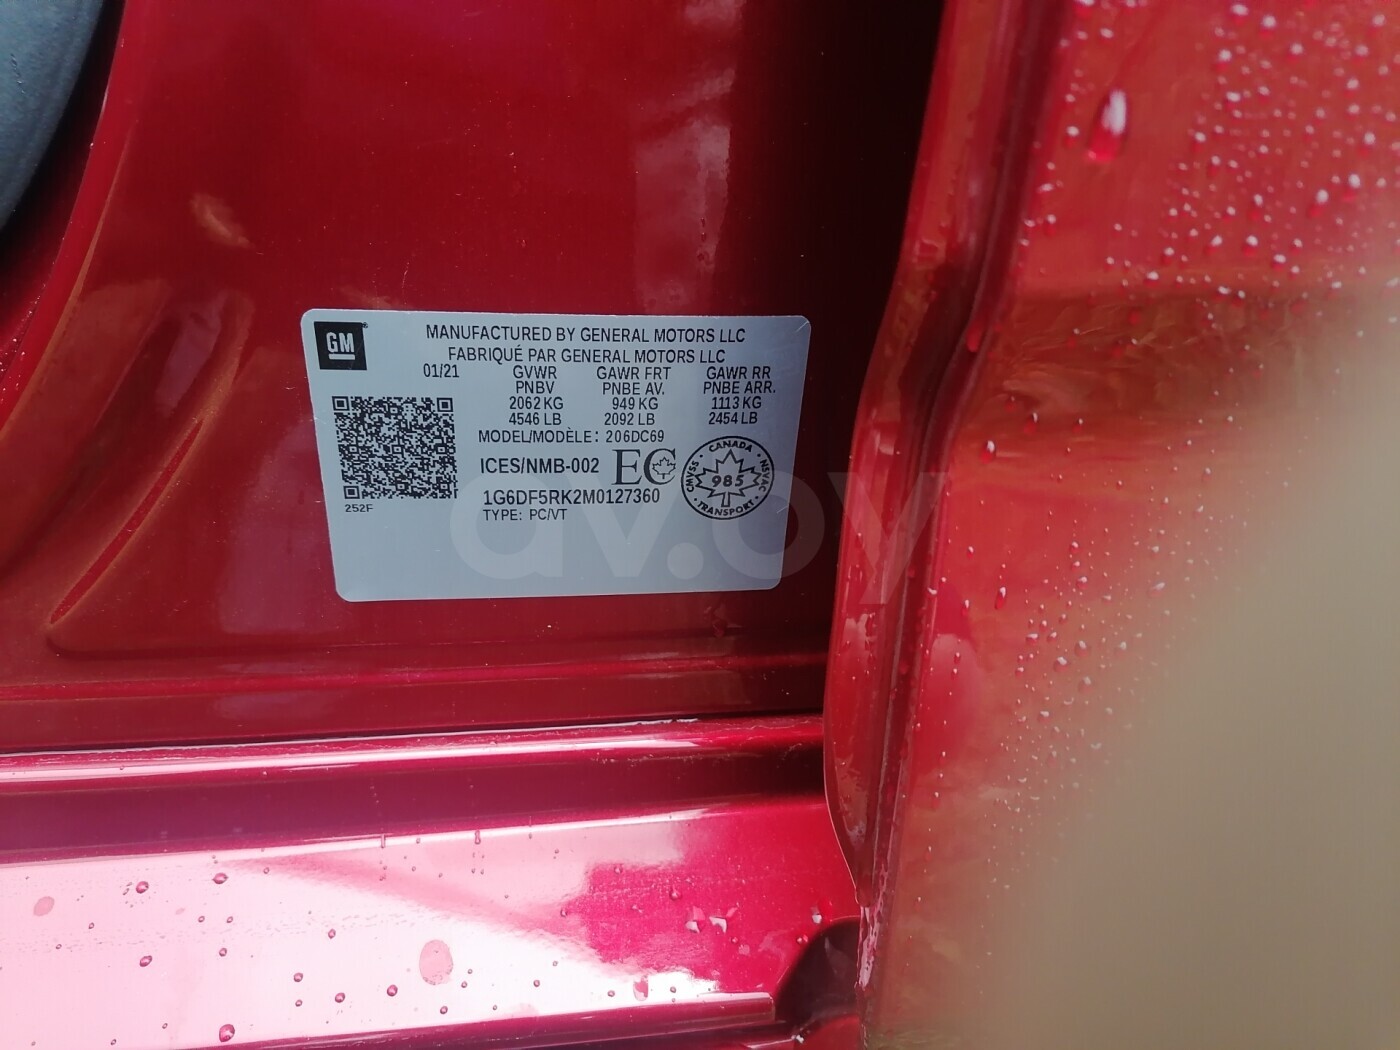 GM
MANUFACTURED BY GENERAL MOTORS LLC
FABRIQUÉ PAR GENERAL MOTORS LLC
01/21 GVWR GAWR FRT GAWR RR
PNBV PNBE AV. PNBE ARR.
2062 KG 949 KG 1113 KG
4546 LB 2092 LB 2454 LB
MODEL/MODÈLE: 206DC69
ICES/NMB-002 EC
CANADA
CMVSS 985 NSVAC
TRANSPORT
1G6DF5RK2M0127360
252F
TYPE: PC/VT
av.by